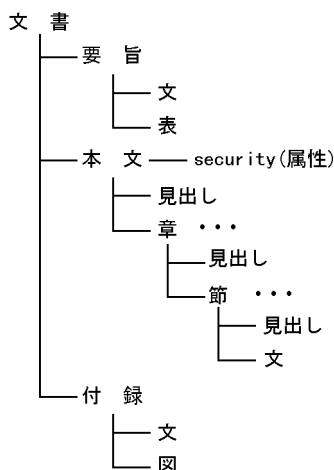 文 書
要 旨
文
表
本 文 security(属性)
見出し
章 ・・・
見出し
節 ・・・
見出し
文
付 録
文
図